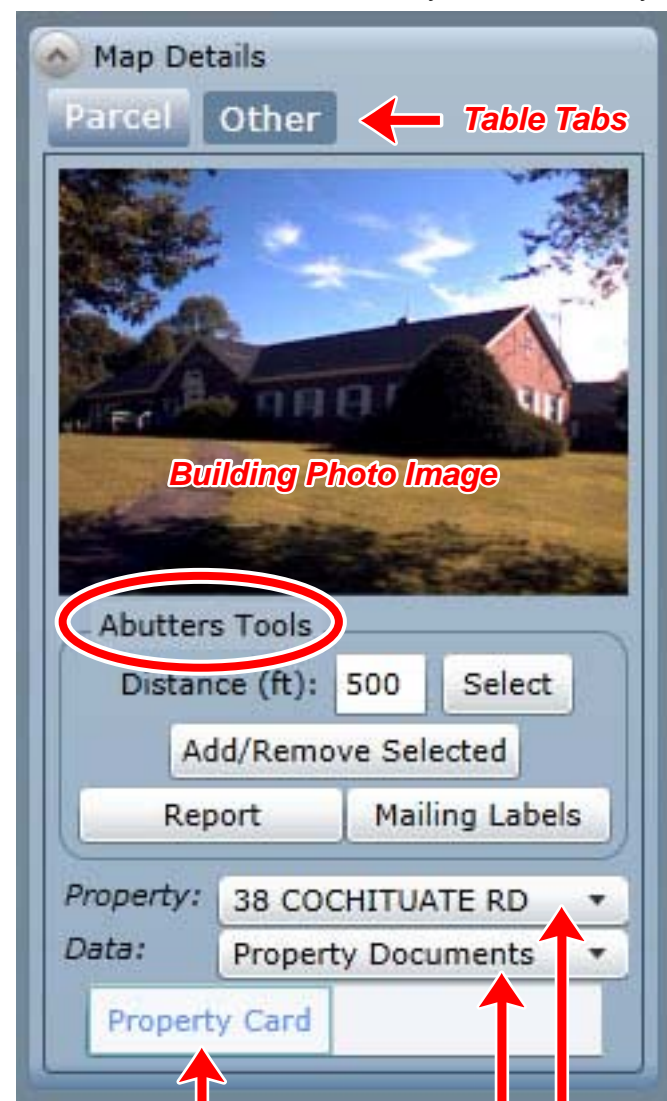 Map Details
Parcel Other Table Tabs
Building Photo Image
Abutters Tools
Distance (ft): 500 Select
Add/Remove Selected
Report Mailing Labels
Property: 38 COCHITUATE RD
Data: Property Documents
Property Card